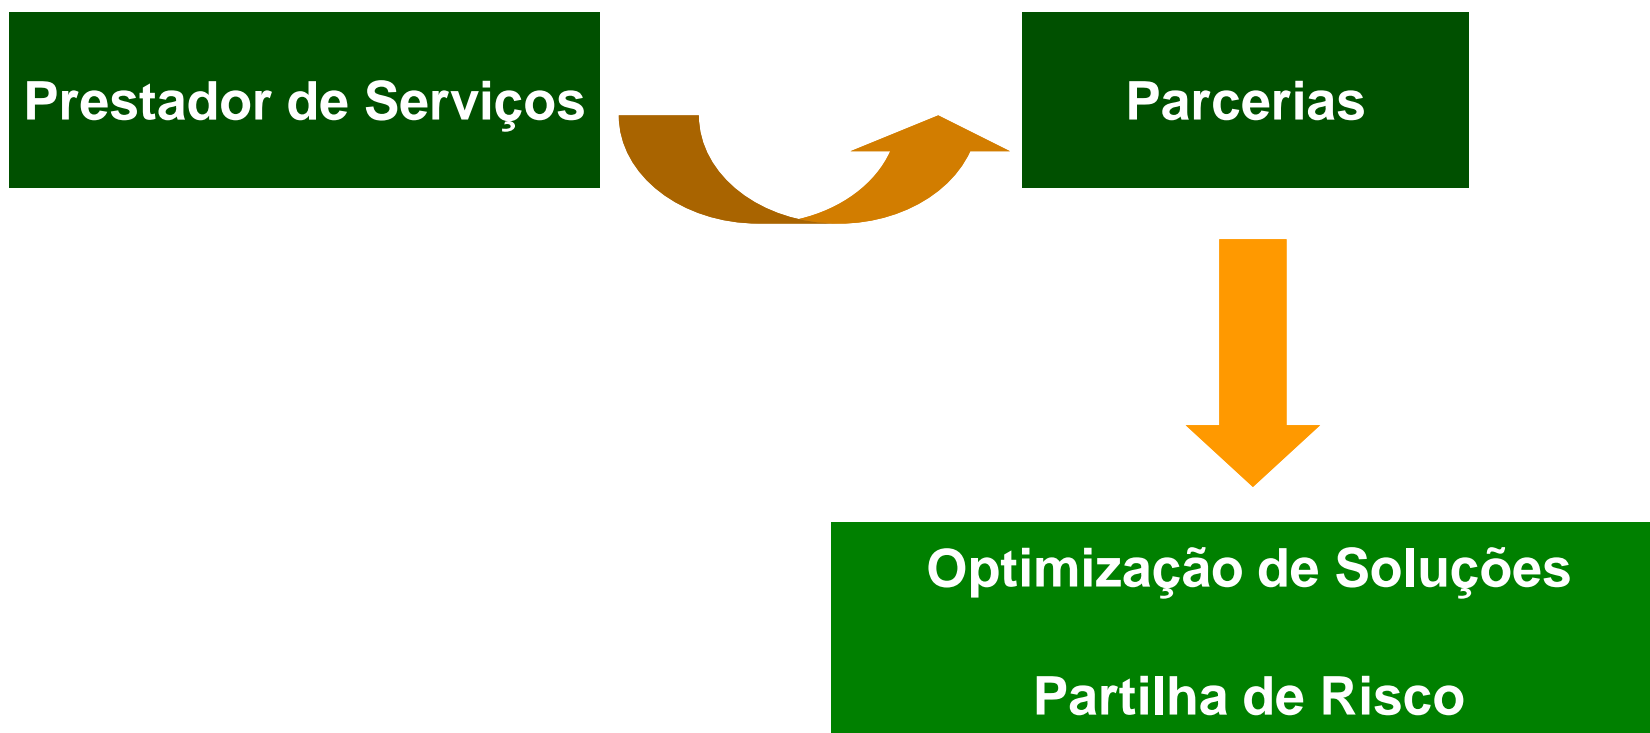 Prestador de Serviços
Parcerias
Optimização de Soluções
Partilha de Risco